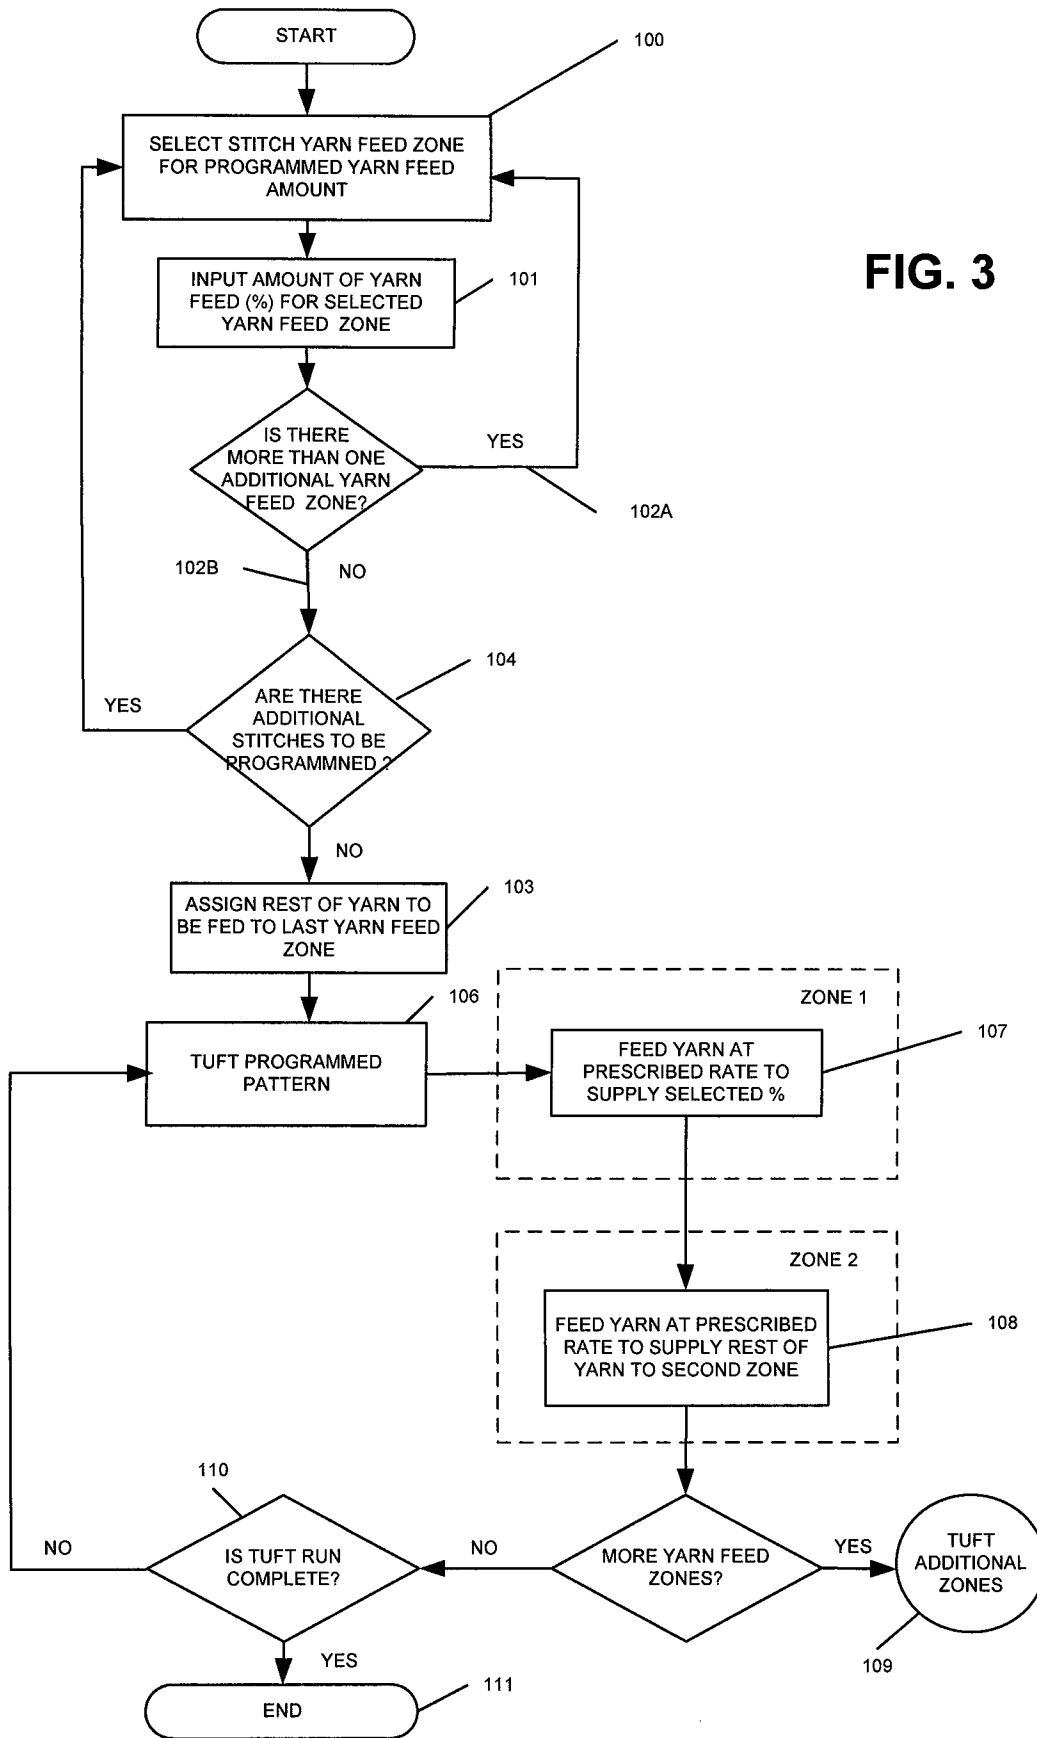 START
100
SELECT STITCH YARN FEED ZONE
FOR PROGRAMMED YARN FEED
AMOUNT
FIG. 3
INPUT AMOUNT OF YARN
FEED (%) FOR SELECTED
YARN FEED ZONE
101
IS THERE
MORE THAN ONE
ADDITIONAL YARN
FEED ZONE?
YES
102A
102B
NO
104
ARE THERE
ADDITIONAL
STITCHES TO BE
PROGRAMMNED ?
YES
NO
ASSIGN REST OF YARN TO
BE FED TO LAST YARN FEED
ZONE
103
106
TUFT PROGRAMMED
PATTERN
ZONE 1
FEED YARN AT
PRESCRIBED RATE TO
SUPPLY SELECTED %
107
ZONE 2
FEED YARN AT PRESCRIBED
RATE TO SUPPLY REST OF
YARN TO SECOND ZONE
108
110
NO
IS TUFT RUN
COMPLETE?
NO
MORE YARN FEED
ZONES?
YES
TUFT
ADDITIONAL
ZONES
109
YES
END
111